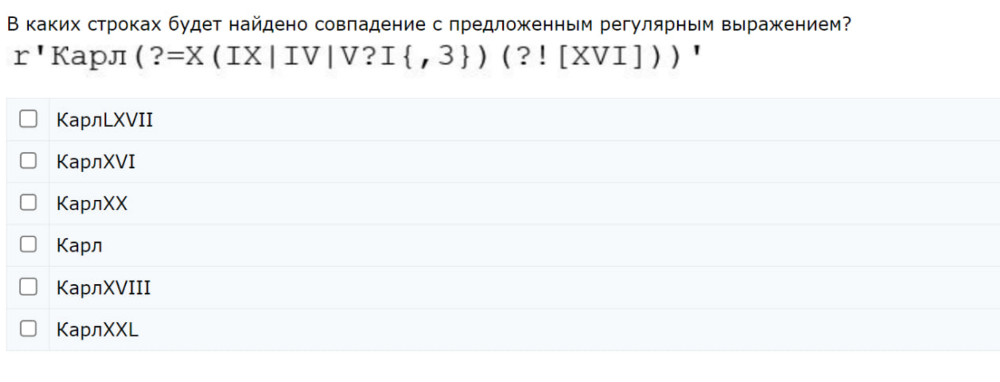 В каких строках будет найдено совпадение с предложенным регулярным выражением?
r'Карл(?=X(IX|IV|V?I{,3})(?![XVI]))'
КарлLXVII
КарлXVI
КарлXX
Карл
КарлXVIII
КарлXXL